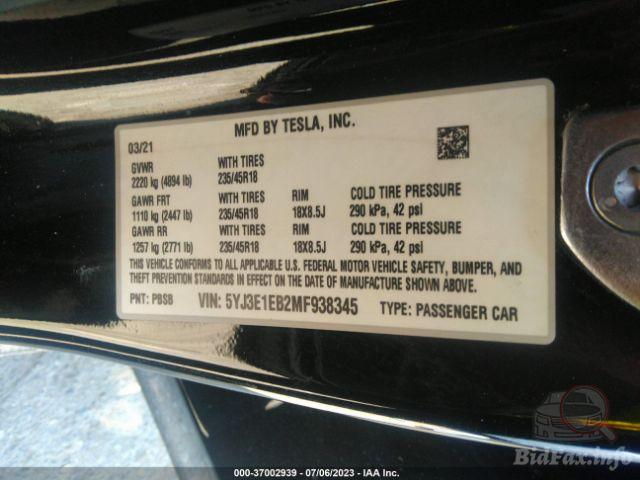 MFD BY TESLA, INC.
03/21
GVWR WITH TIRES
2220 kg (4894 lb) 235/45R18
GAWR FRT WITH TIRES RIM COLD TIRE PRESSURE
1110 kg (2447 lb) 235/45R18 18X8.5J 290 kPa, 42 psi
GAWR RR WITH TIRES RIM COLD TIRE PRESSURE
1257 kg (2771 lb) 235/45R18 18X8.5J 290 kPa, 42 psi
THIS VEHICLE CONFORMS TO ALL APPLICABLE U.S. FEDERAL MOTOR VEHICLE SAFETY, BUMPER, AND
THEFT PREVENTION STANDARDS IN EFFECT ON THE DATE OF MANUFACTURE SHOWN ABOVE.
PNT: PBSB VIN: 5YJ3E1EB2MF938345 TYPE: PASSENGER CAR
BidFax.info
000-37002939 - 07/06/2023 - IAA Inc.